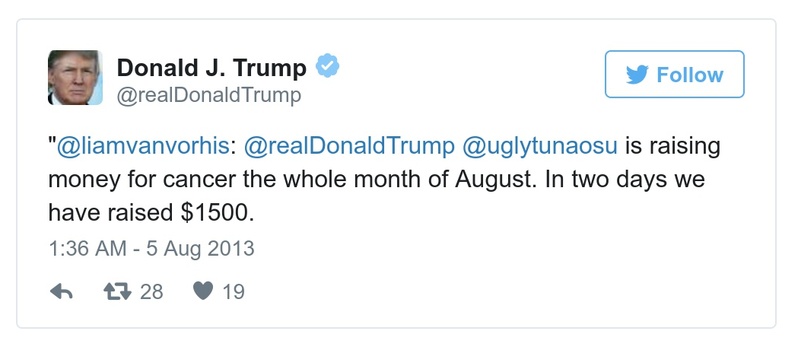 Donald J. Trump
@realDonaldTrump
Follow
"@liamvanvorhis: @realDonaldTrump @uglytunaosu is raising
money for cancer the whole month of August. In two days we
have raised $1500.
1:36 AM - 5 Aug 2013
28 19